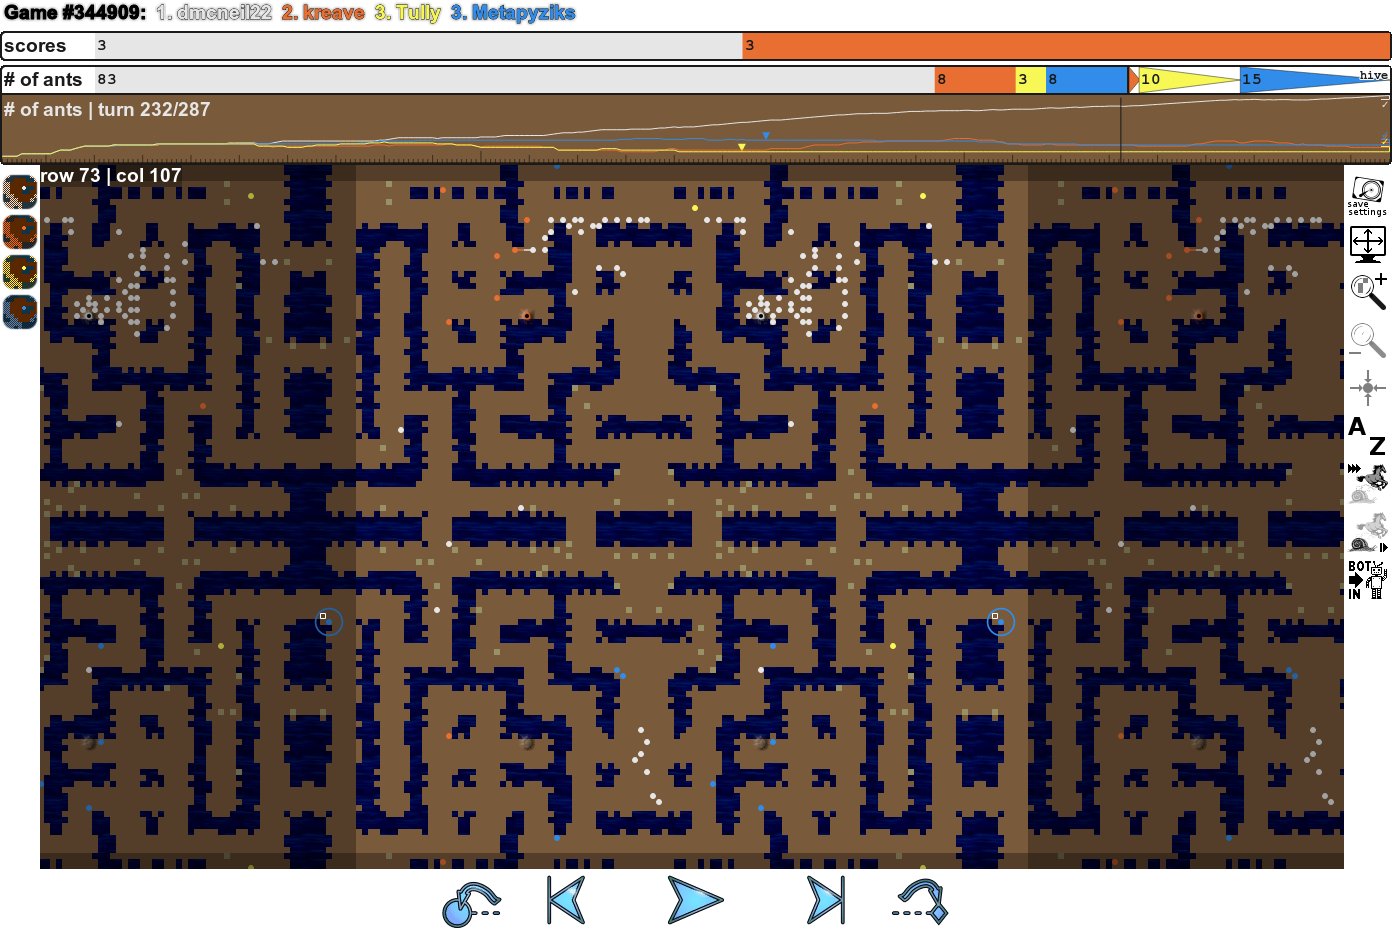 Game #344909: 1. dmcneil22 2. kreave 3. Tully 3. Metapyziks
scores 3 3
# of ants 83 8 3 8 10 15 hive
# of ants | turn 232/287
row 73 | col 107
save
settings
A
Z
BOT
IN